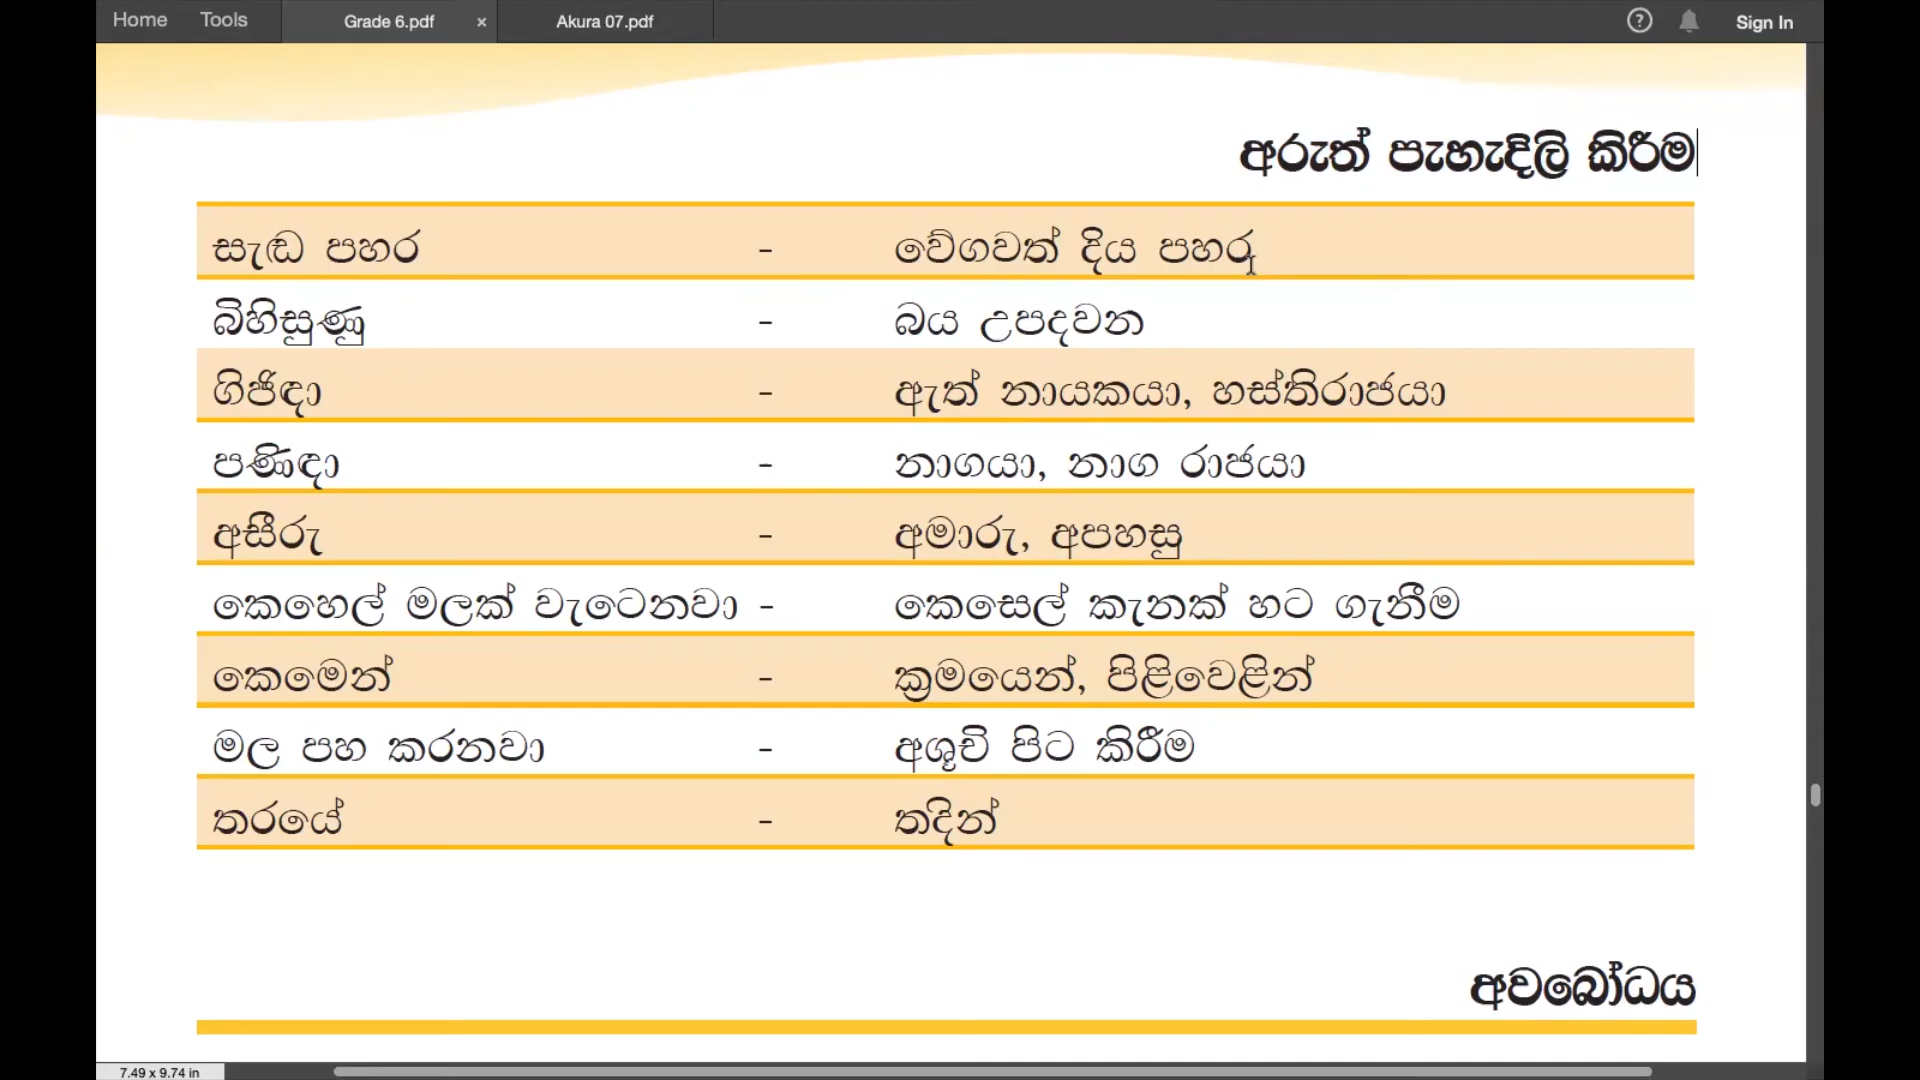 Home Tools Grade 6.pdf × Akura 07.pdf ? Sign In
අරුත් පැහැදිලි කිරීම
සැඬ පහර - වේගවත් දිය පහර
බිහිසුණු - බය උපදවන
ගිජිඳා - ඇත් නායකයා, හස්තිරාජයා
පණිඳා - නාගයා, නාග රාජයා
අසීරු - අමාරු, අපහසු
කෙහෙල් මලක් වැටෙනවා - කෙසෙල් කැනක් හට ගැනීම
කෙමෙන් - ක්‍රමයෙන්, පිළිවෙළින්
මල පහ කරනවා - අශූචි පිට කිරීම
තරයේ - තදින්
අවබෝධය
7.49 x 9.74 in